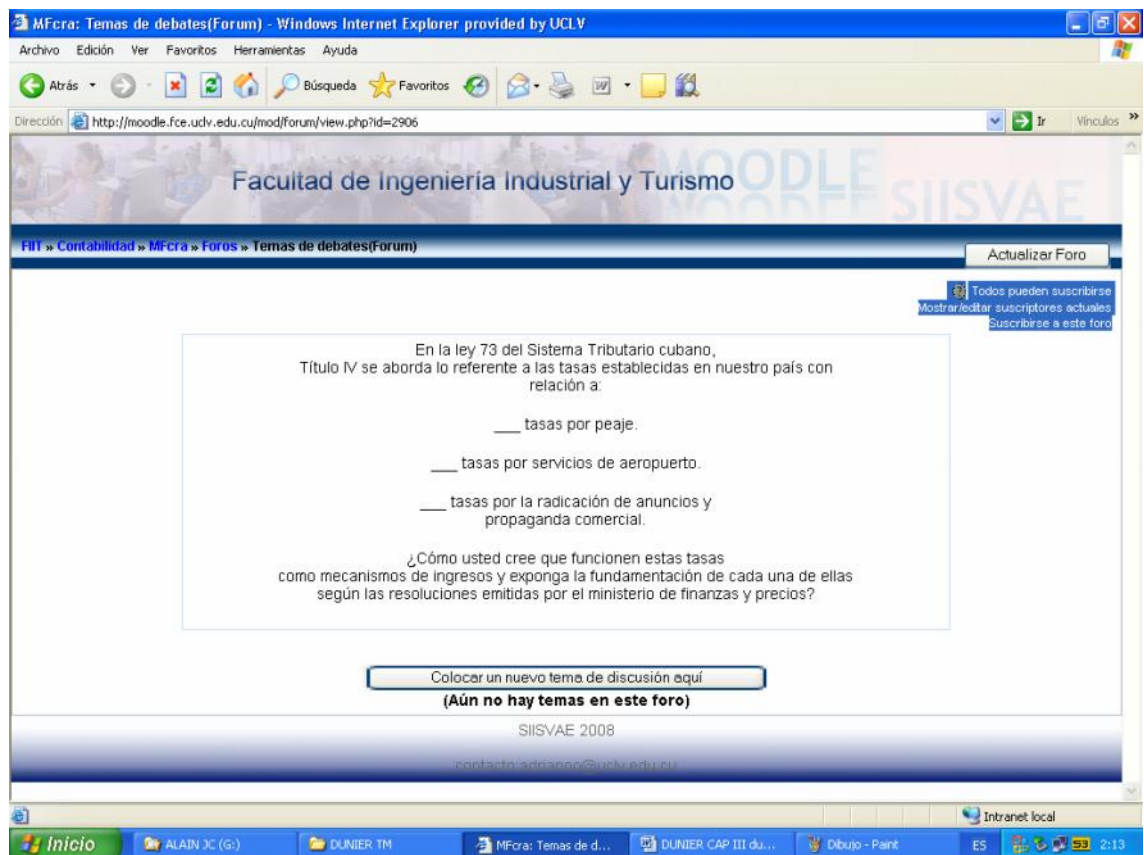 MFcra: Temas de debates(Forum) - Windows Internet Explorer provided by UCLV
Archivo Edición Ver Favoritos Herramientas Ayuda
Atrás Búsqueda Favoritos
Dirección http://moodle.fce.uclv.edu.cu/mod/forum/view.php?id=2906 Ir Vínculos »
MOODLE
Facultad de Ingeniería Industrial y Turismo
SIISVAE
FIIT » Contabilidad » MFcra » Foros » Temas de debates(Forum)
Actualizar Foro
Todos pueden suscribirse
Mostrar/editar suscriptores actuales
Suscribirse a este foro
En la ley 73 del Sistema Tributario cubano,
Título IV se aborda lo referente a las tasas establecidas en nuestro país con
relación a:
___ tasas por peaje.
___ tasas por servicios de aeropuerto.
___ tasas por la radicación de anuncios y
propaganda comercial.
¿Cómo usted cree que funcionen estas tasas
como mecanismos de ingresos y exponga la fundamentación de cada una de ellas
según las resoluciones emitidas por el ministerio de finanzas y precios?
Colocar un nuevo tema de discusión aquí
(Aún no hay temas en este foro)
SIISVAE 2008
contacto:adrianno@uclv.edu.cu
Intranet local
Inicio ALAIN JC (G:) DUNIER TM MFcra: Temas de d... DUNIER CAP III du... Dibujo - Paint ES 53 2:13